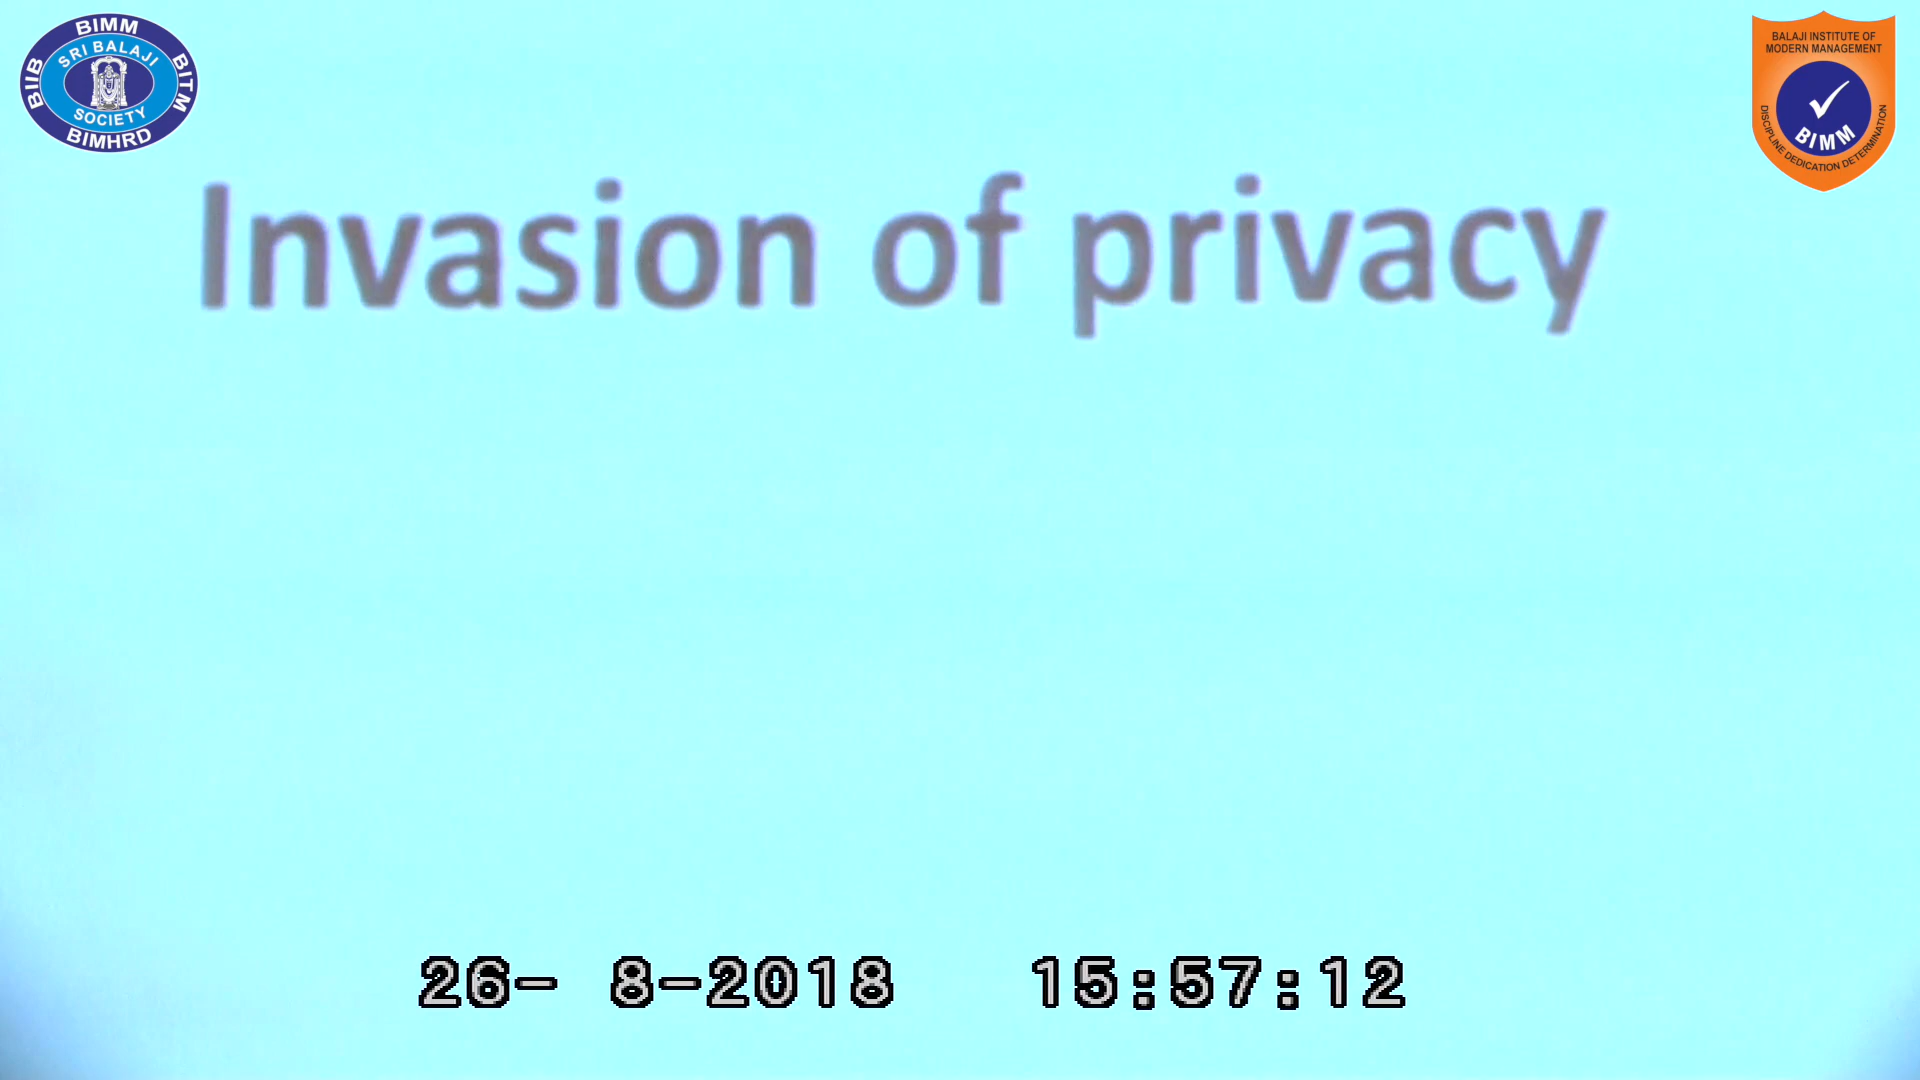 BIMM
SRI BALAJI
BIIB
BITM
SOCIETY
BIMHRD
BALAJI INSTITUTE OF
MODERN MANAGEMENT
BIMM
DISCIPLINE DEDICATION DETERMINATION
Invasion of privacy
26- 8-2018 15:57:12